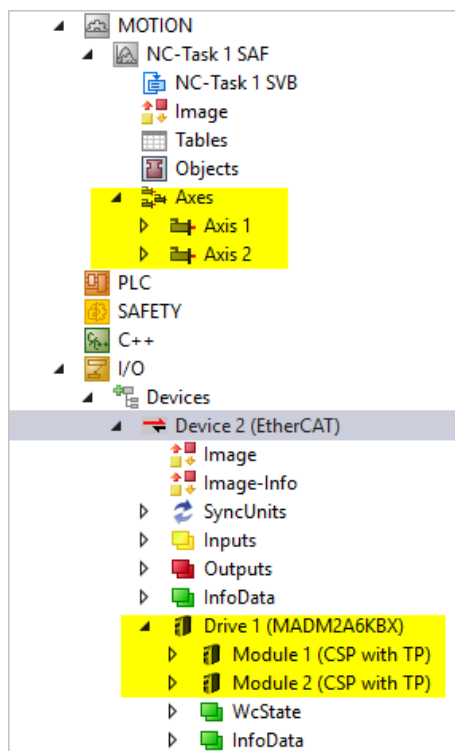 MOTION
NC-Task 1 SAF
NC-Task 1 SVB
Image
Tables
Objects
Axes
Axis 1
Axis 2
PLC
SAFETY
C++
I/O
Devices
Device 2 (EtherCAT)
Image
Image-Info
SyncUnits
Inputs
Outputs
InfoData
Drive 1 (MADM2A6KBX)
Module 1 (CSP with TP)
Module 2 (CSP with TP)
WcState
InfoData